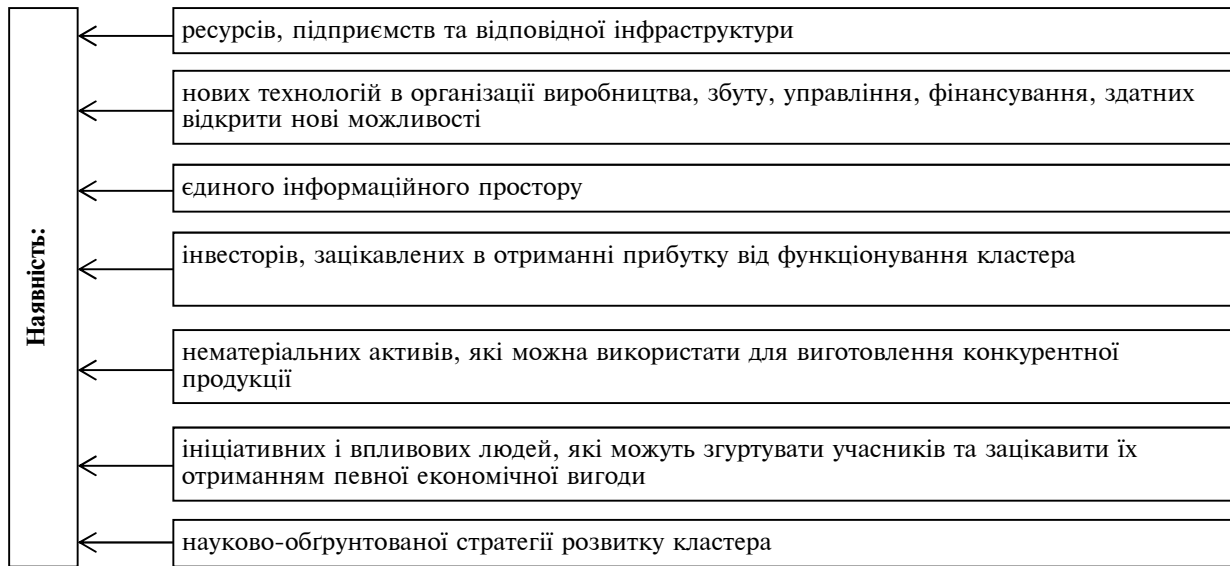 Наявність:
ресурсів, підприємств та відповідної інфраструктури
нових технологій в організації виробництва, збуту, управління, фінансування, здатних
відкрити нові можливості
єдиного інформаційного простору
інвесторів, зацікавлених в отриманні прибутку від функціонування кластера
нематеріальних активів, які можна використати для виготовлення конкурентної
продукції
ініціативних і впливових людей, які можуть згуртувати учасників та зацікавити їх
отриманням певної економічної вигоди
науково-обґрунтованої стратегії розвитку кластера